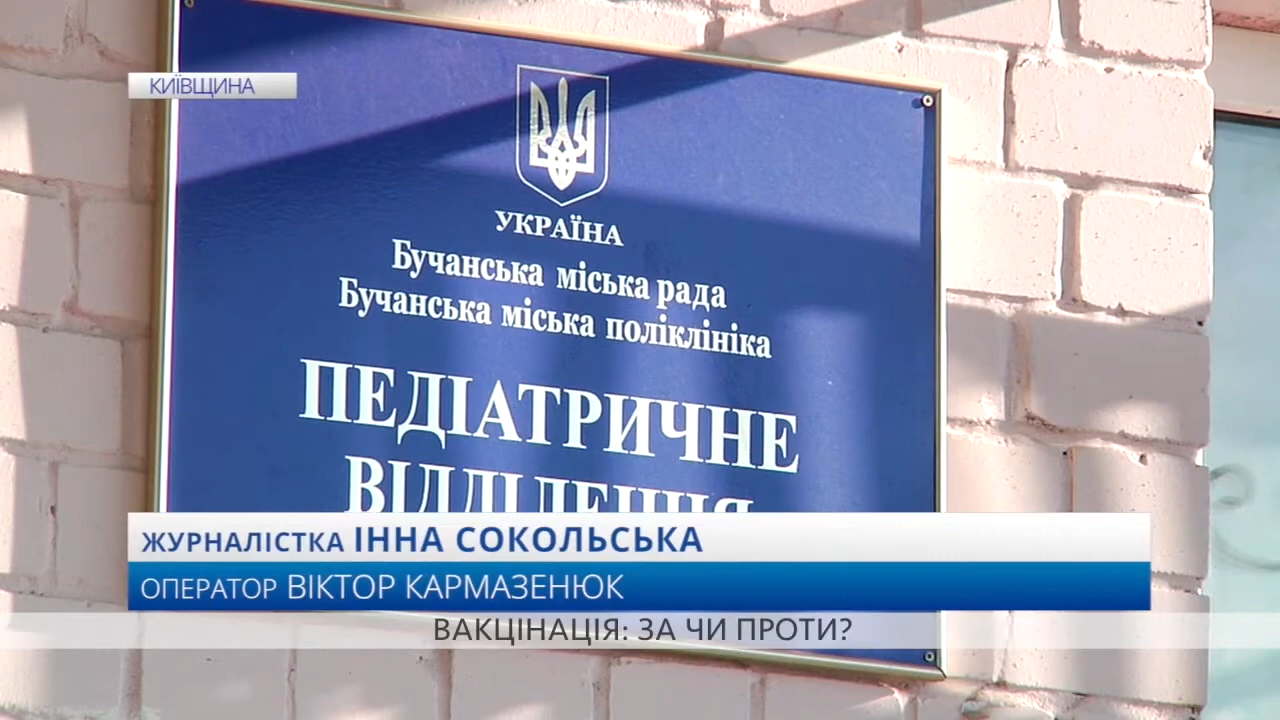 КИЇВЩИНА
УКРАЇНА
Бучанська міська рада
Бучанська міська поліклініка
ПЕДІАТРИЧНЕ
ВІДДІЛЕННЯ
ЖУРНАЛІСТКА ІННА СОКОЛЬСЬКА
ОПЕРАТОР ВІКТОР КАРМАЗЕНЮК
ВАКЦІНАЦІЯ: ЗА ЧИ ПРОТИ?